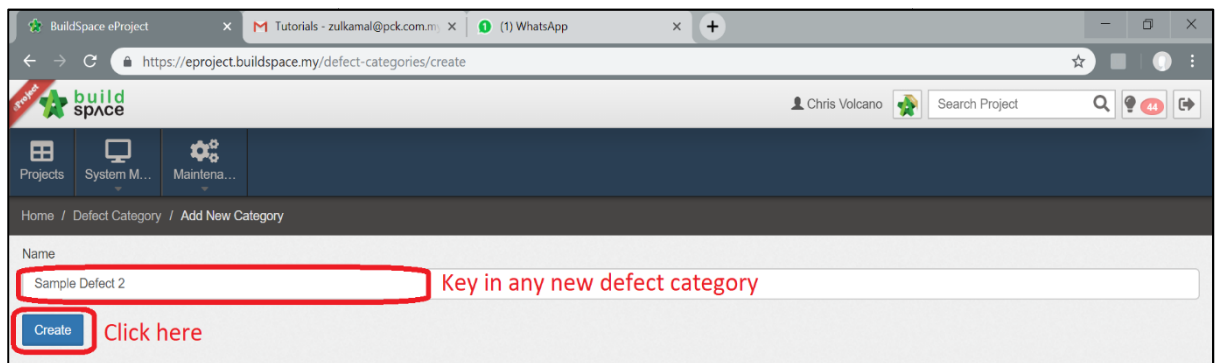 BuildSpace eProject
Tutorials - zulkamal@pck.com.my
(1) WhatsApp
https://eproject.buildspace.my/defect-categories/create
eProject
build
spʌce
Chris Volcano
Search Project
44
Projects
System M...
Maintena...
Home / Defect Category / Add New Category
Name
Sample Defect 2
Key in any new defect category
Create
Click here